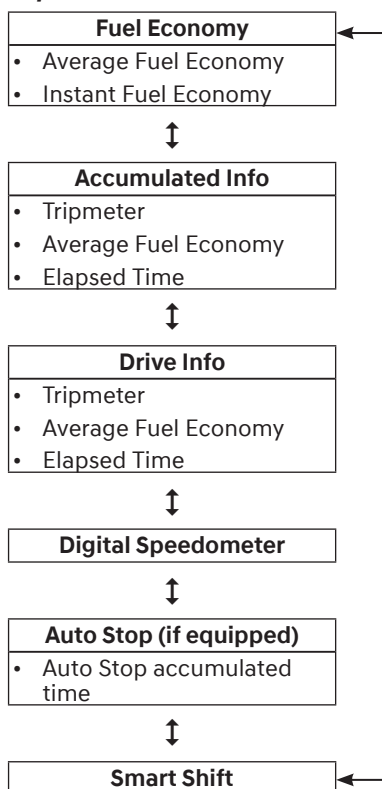 Fuel Economy
• Average Fuel Economy
• Instant Fuel Economy
Accumulated Info
• Tripmeter
• Average Fuel Economy
• Elapsed Time
Drive Info
• Tripmeter
• Average Fuel Economy
• Elapsed Time
Digital Speedometer
Auto Stop (if equipped)
• Auto Stop accumulated
time
Smart Shift